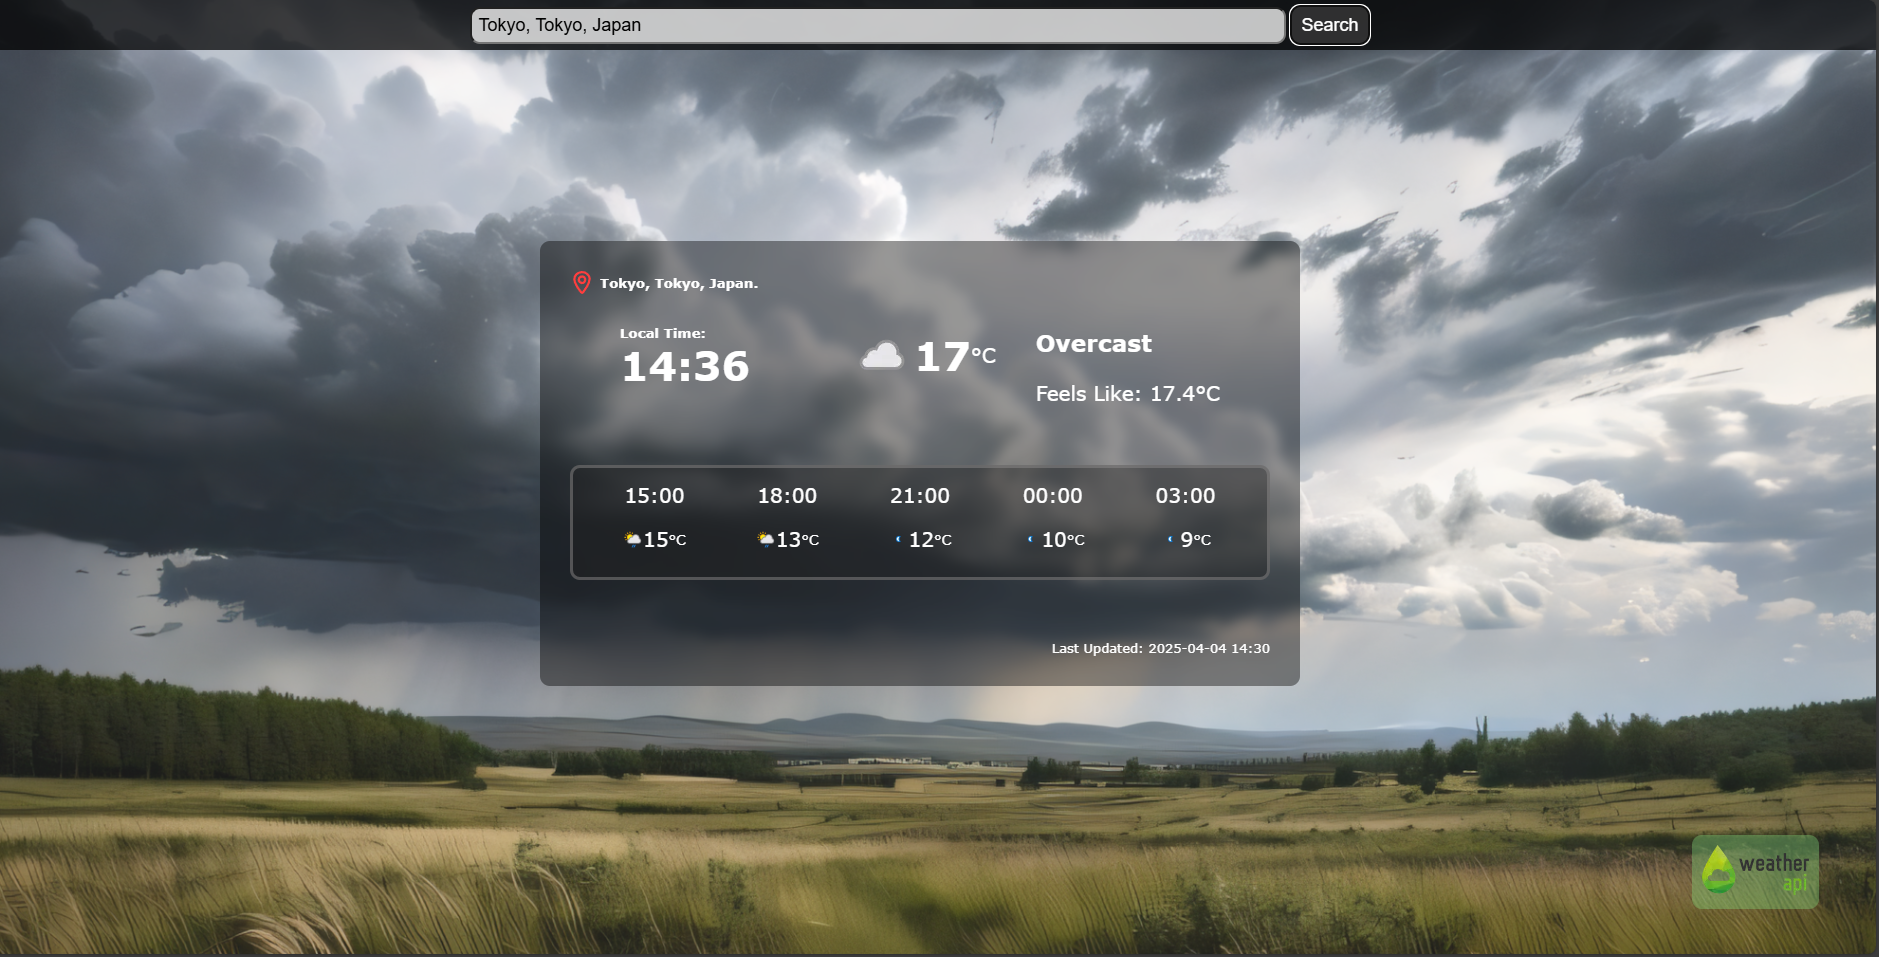 Tokyo, Tokyo, Japan
Search
Tokyo, Tokyo, Japan.
Local Time:
14:36
17°C
Overcast
Feels Like: 17.4°C
15:00 18:00 21:00 00:00 03:00
15°C 13°C 12°C 10°C 9°C
Last Updated: 2025-04-04 14:30
weather
api